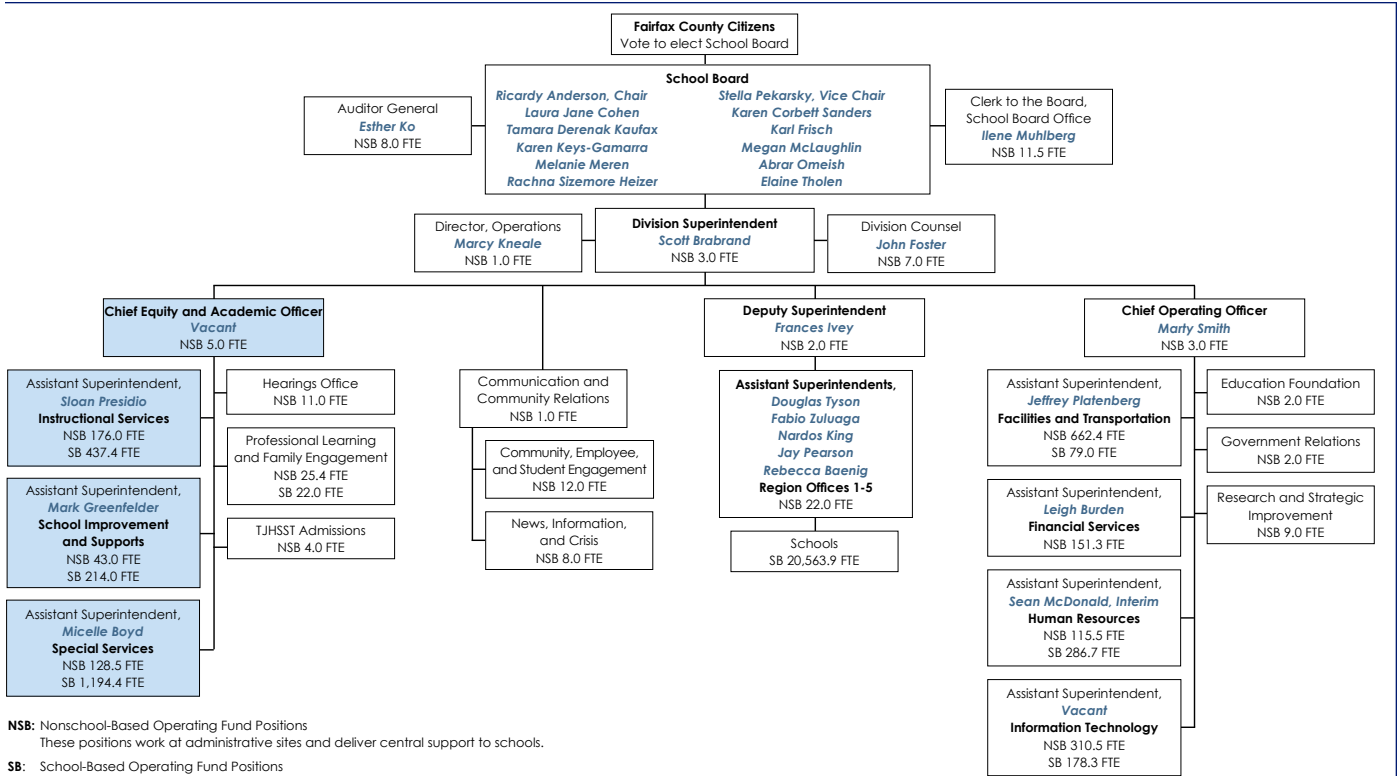 Fairfax County Citizens
Vote to elect School Board
School Board
Ricardy Anderson, Chair
Laura Jane Cohen
Tamara Derenak Kaufax
Karen Keys-Gamarra
Melanie Meren
Rachna Sizemore Heizer
Stella Pekarsky, Vice Chair
Karen Corbett Sanders
Karl Frisch
Megan McLaughlin
Abrar Omeish
Elaine Tholen
Auditor General
Esther Ko
NSB 8.0 FTE
Clerk to the Board,
School Board Office
Ilene Muhlberg
NSB 11.5 FTE
Director, Operations
Marcy Kneale
NSB 1.0 FTE
Division Superintendent
Scott Brabrand
NSB 3.0 FTE
Division Counsel
John Foster
NSB 7.0 FTE
Chief Equity and Academic Officer
Vacant
NSB 5.0 FTE
Assistant Superintendent,
Sloan Presidio
Instructional Services
NSB 176.0 FTE
SB 437.4 FTE
Assistant Superintendent,
Mark Greenfelder
School Improvement
and Supports
NSB 43.0 FTE
SB 214.0 FTE
Assistant Superintendent,
Micelle Boyd
Special Services
NSB 128.5 FTE
SB 1,194.4 FTE
Hearings Office
NSB 11.0 FTE
Professional Learning
and Family Engagement
NSB 25.4 FTE
SB 22.0 FTE
TJHSST Admissions
NSB 4.0 FTE
Communication and
Community Relations
NSB 1.0 FTE
Community, Employee,
and Student Engagement
NSB 12.0 FTE
News, Information,
and Crisis
NSB 8.0 FTE
Deputy Superintendent
Frances Ivey
NSB 2.0 FTE
Assistant Superintendents,
Douglas Tyson
Fabio Zuluaga
Nardos King
Jay Pearson
Rebecca Baenig
Region Offices 1-5
NSB 22.0 FTE
Schools
SB 20,563.9 FTE
Chief Operating Officer
Marty Smith
NSB 3.0 FTE
Assistant Superintendent,
Jeffrey Platenberg
Facilities and Transportation
NSB 662.4 FTE
SB 79.0 FTE
Assistant Superintendent,
Leigh Burden
Financial Services
NSB 151.3 FTE
Assistant Superintendent,
Sean McDonald, Interim
Human Resources
NSB 115.5 FTE
SB 286.7 FTE
Assistant Superintendent,
Vacant
Information Technology
NSB 310.5 FTE
SB 178.3 FTE
Education Foundation
NSB 2.0 FTE
Government Relations
NSB 2.0 FTE
Research and Strategic
Improvement
NSB 9.0 FTE
NSB: Nonschool-Based Operating Fund Positions
These positions work at administrative sites and deliver central support to schools.
SB: School-Based Operating Fund Positions